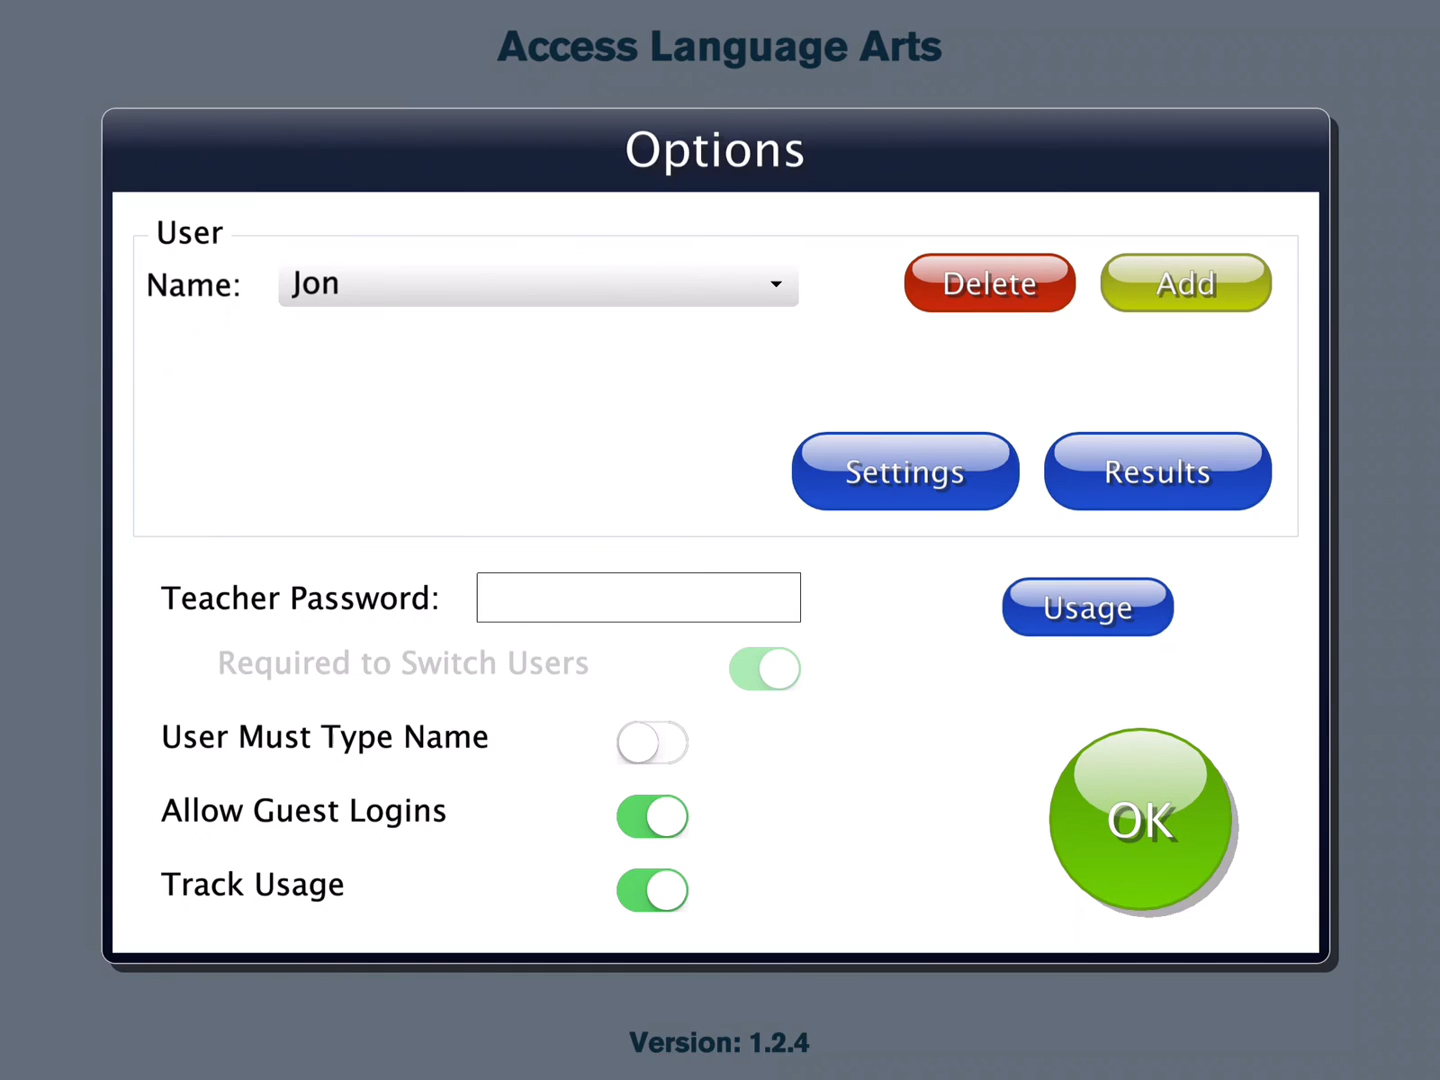 Access Language Arts
Options
User
Name: Jon Delete Add
Settings Results
Teacher Password: Usage
Required to Switch Users
User Must Type Name
Allow Guest Logins
OK
Track Usage
Version: 1.2.4